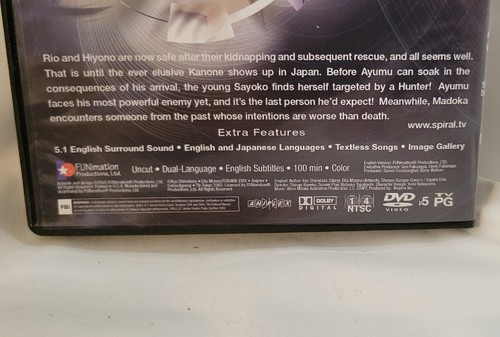 Rio and Hiyono are now safe after their kidnapping and subsequent rescue, and all seems well.
That is until the ever elusive Kanone shows up in Japan. Before Ayumu can soak in the
consequences of his arrival, the young Sayoko finds herself targeted by a Hunter! Ayumu
faces his most powerful enemy yet, and it's the last person he'd expect! Meanwhile, Madoka
encounters someone from the past whose intentions are worse than death.
www.spiral.tv
Extra Features
5.1 English Surround Sound • English and Japanese Languages • Textless Songs • Image Gallery
FUNimation
Productions, Ltd.
Uncut • Dual-Language • English Subtitles • 100 min • Color
FBI
ANIPLEX
DOLBY
DIGITAL
1 4
NTSC
DVD
VIDEO
5
TV
PG